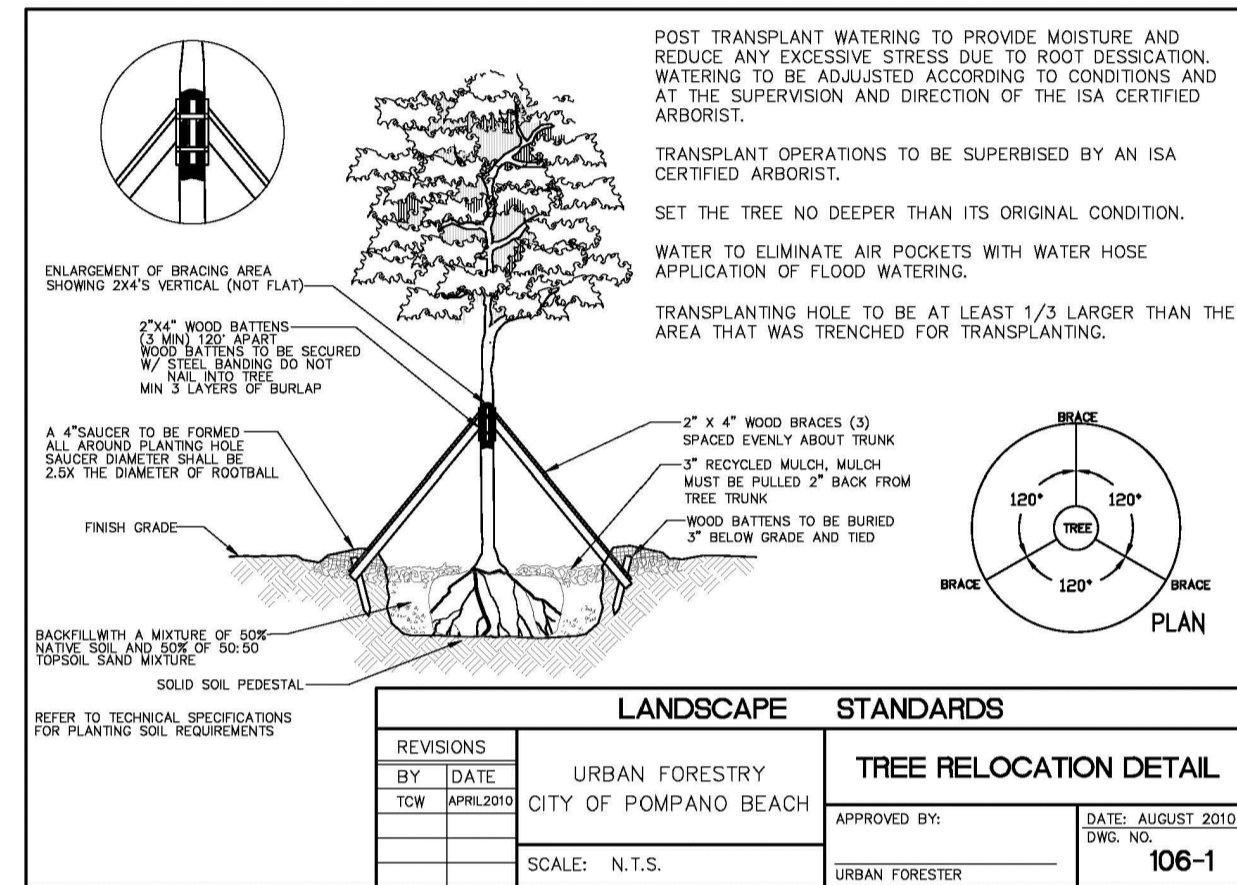 POST TRANSPLANT WATERING TO PROVIDE MOISTURE AND
REDUCE ANY EXCESSIVE STRESS DUE TO ROOT DESSICATION.
WATERING TO BE ADJUJSTED ACCORDING TO CONDITIONS AND
AT THE SUPERVISION AND DIRECTION OF THE ISA CERTIFIED
ARBORIST.
TRANSPLANT OPERATIONS TO BE SUPERBISED BY AN ISA
CERTIFIED ARBORIST.
SET THE TREE NO DEEPER THAN ITS ORIGINAL CONDITION.
WATER TO ELIMINATE AIR POCKETS WITH WATER HOSE
APPLICATION OF FLOOD WATERING.
TRANSPLANTING HOLE TO BE AT LEAST 1/3 LARGER THAN THE
AREA THAT WAS TRENCHED FOR TRANSPLANTING.
ENLARGEMENT OF BRACING AREA
SHOWING 2X4'S VERTICAL (NOT FLAT)
2"X4" WOOD BATTENS
(3 MIN) 120° APART
WOOD BATTENS TO BE SECURED
W/ STEEL BANDING DO NOT
NAIL INTO TREE
MIN 3 LAYERS OF BURLAP
A 4"SAUCER TO BE FORMED
ALL AROUND PLANTING HOLE
SAUCER DIAMETER SHALL BE
2.5X THE DIAMETER OF ROOTBALL
FINISH GRADE
BACKFILLWITH A MIXTURE OF 50%
NATIVE SOIL AND 50% OF 50:50
TOPSOIL SAND MIXTURE
SOLID SOIL PEDESTAL
REFER TO TECHNICAL SPECIFICATIONS
FOR PLANTING SOIL REQUIREMENTS
2" X 4" WOOD BRACES (3)
SPACED EVENLY ABOUT TRUNK
3" RECYCLED MULCH, MULCH
MUST BE PULLED 2" BACK FROM
TREE TRUNK
WOOD BATTENS TO BE BURIED
3" BELOW GRADE AND TIED
BRACE
120° 120°
TREE
BRACE 120° BRACE
PLAN
LANDSCAPE STANDARDS
REVISIONS
BY DATE
TCW APRIL2010
URBAN FORESTRY
CITY OF POMPANO BEACH
SCALE: N.T.S.
TREE RELOCATION DETAIL
APPROVED BY:
URBAN FORESTER
DATE: AUGUST 2010
DWG. NO.
106-1